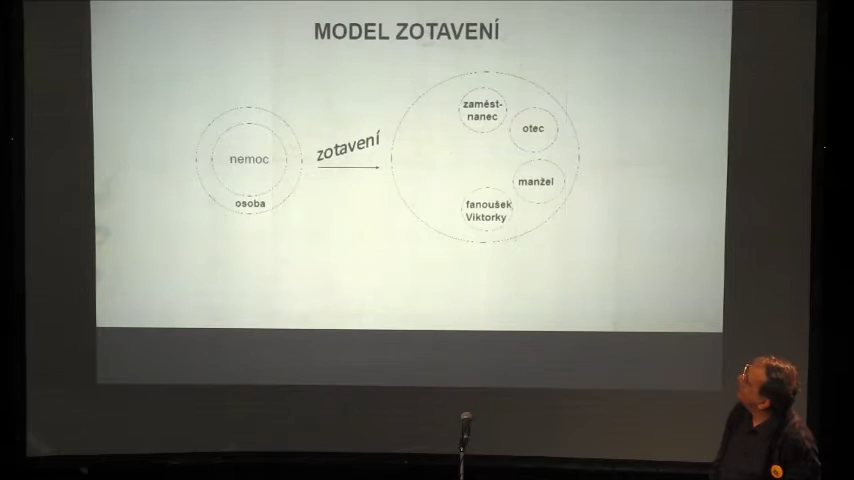 MODEL ZOTAVENÍ
nemoc
osoba
zotavení
zaměst-
nanec
otec
manžel
fanoušek
Viktorky